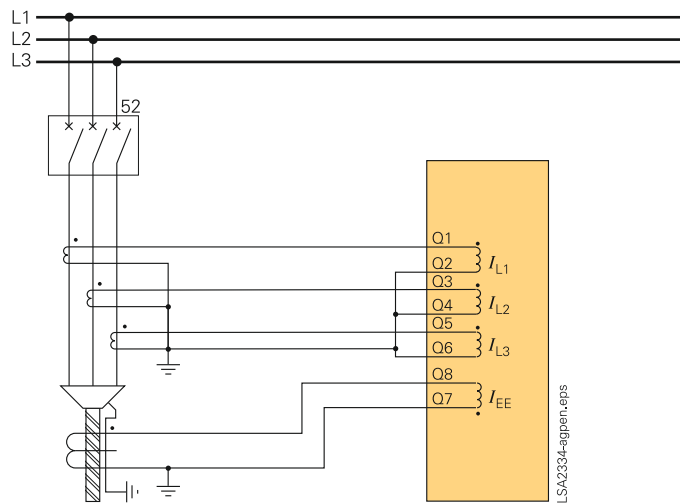 L1
L2
L3
52
Q1
Q2
I L1
Q3
Q4
I L2
Q5
Q6
I L3
Q8
Q7
I EE
LSA2334-agpen.eps